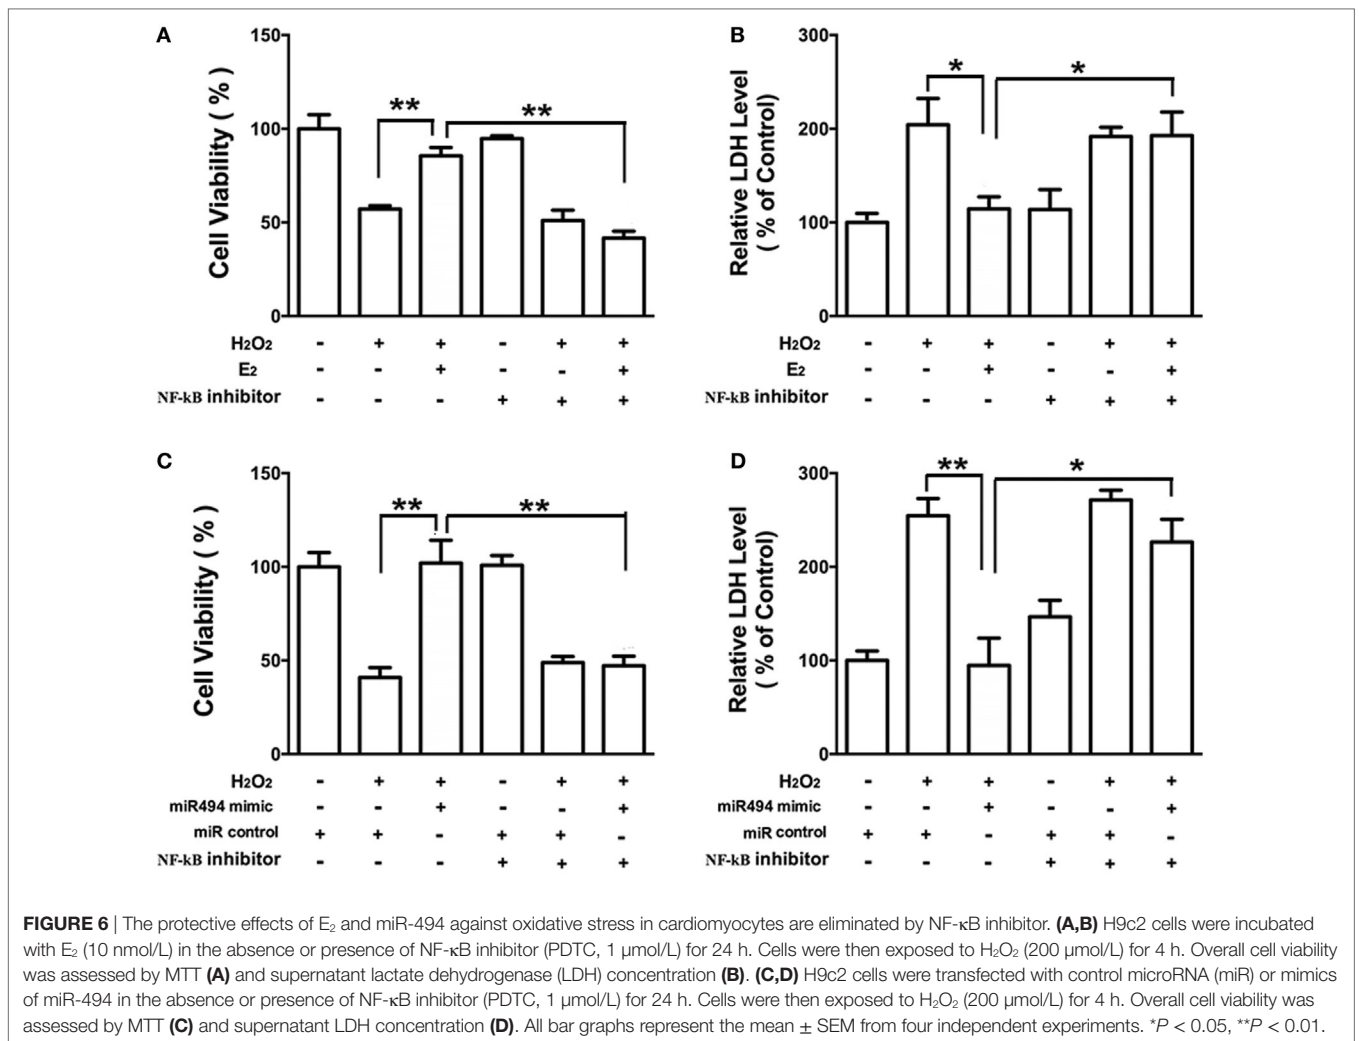 A
150
100
50
0
Cell Viability ( % )
**
**
H2O2 - + + - + +
E2 - - + - - +
NF-kB inhibitor - - - + + +
B
300
200
100
0
Relative LDH Level
( % of Control)
*
*
H2O2 - + + - + +
E2 - - + - - +
NF-kB inhibitor - - - + + +
C
150
100
50
0
Cell Viability ( % )
**
**
H2O2 - + + - + +
miR494 mimic - - + - - +
miR control + + - + + -
NF-kB inhibitor - - - + + +
D
300
200
100
0
Relative LDH Level
( % of Control)
**
*
H2O2 - + + - + +
miR494 mimic - - + - - +
miR control + + - + + -
NF-kB inhibitor - - - + + +
FIGURE 6 | The protective effects of E₂ and miR-494 against oxidative stress in cardiomyocytes are eliminated by NF-κB inhibitor. (A,B) H9c2 cells were incubated
with E₂ (10 nmol/L) in the absence or presence of NF-κB inhibitor (PDTC, 1 μmol/L) for 24 h. Cells were then exposed to H₂O₂ (200 μmol/L) for 4 h. Overall cell viability
was assessed by MTT (A) and supernatant lactate dehydrogenase (LDH) concentration (B). (C,D) H9c2 cells were transfected with control microRNA (miR) or mimics
of miR-494 in the absence or presence of NF-κB inhibitor (PDTC, 1 μmol/L) for 24 h. Cells were then exposed to H₂O₂ (200 μmol/L) for 4 h. Overall cell viability was
assessed by MTT (C) and supernatant LDH concentration (D). All bar graphs represent the mean ± SEM from four independent experiments. *P < 0.05, **P < 0.01.